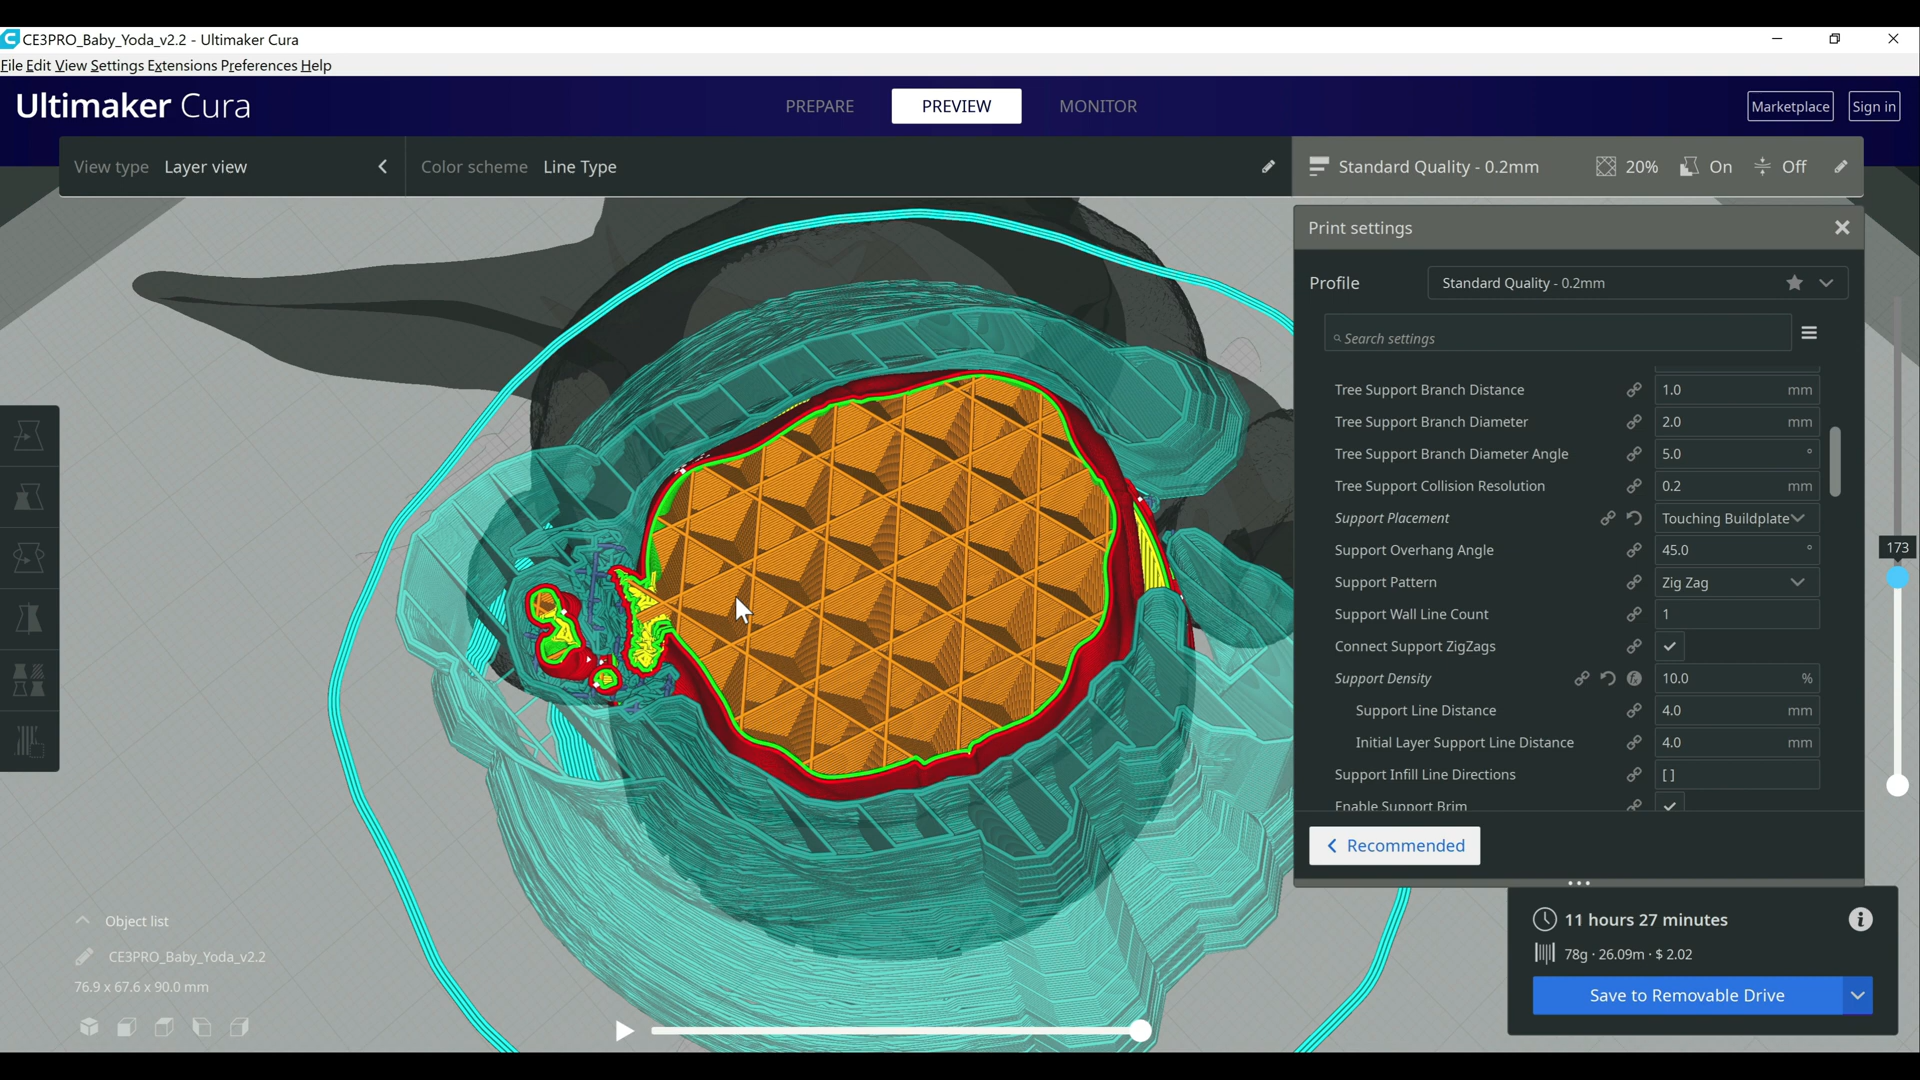 CE3PRO_Baby_Yoda_v2.2 - Ultimaker Cura
File Edit View Settings Extensions Preferences Help
Ultimaker Cura
PREPARE
PREVIEW
MONITOR
Marketplace
Sign in
View type Layer view
Color scheme Line Type
Standard Quality - 0.2mm
20%
On
Off
Print settings
Profile
Standard Quality - 0.2mm
Search settings
Tree Support Branch Distance 1.0 mm
Tree Support Branch Diameter 2.0 mm
Tree Support Branch Diameter Angle 5.0 °
Tree Support Collision Resolution 0.2 mm
Support Placement Touching Buildplate
Support Overhang Angle 45.0 °
Support Pattern Zig Zag
Support Wall Line Count 1
Connect Support ZigZags
Support Density 10.0 %
Support Line Distance 4.0 mm
Initial Layer Support Line Distance 4.0 mm
Support Infill Line Directions [ ]
Enable Support Brim
Recommended
173
11 hours 27 minutes
78g · 26.09m · $ 2.02
Save to Removable Drive
Object list
CE3PRO_Baby_Yoda_v2.2
76.9 x 67.6 x 90.0 mm